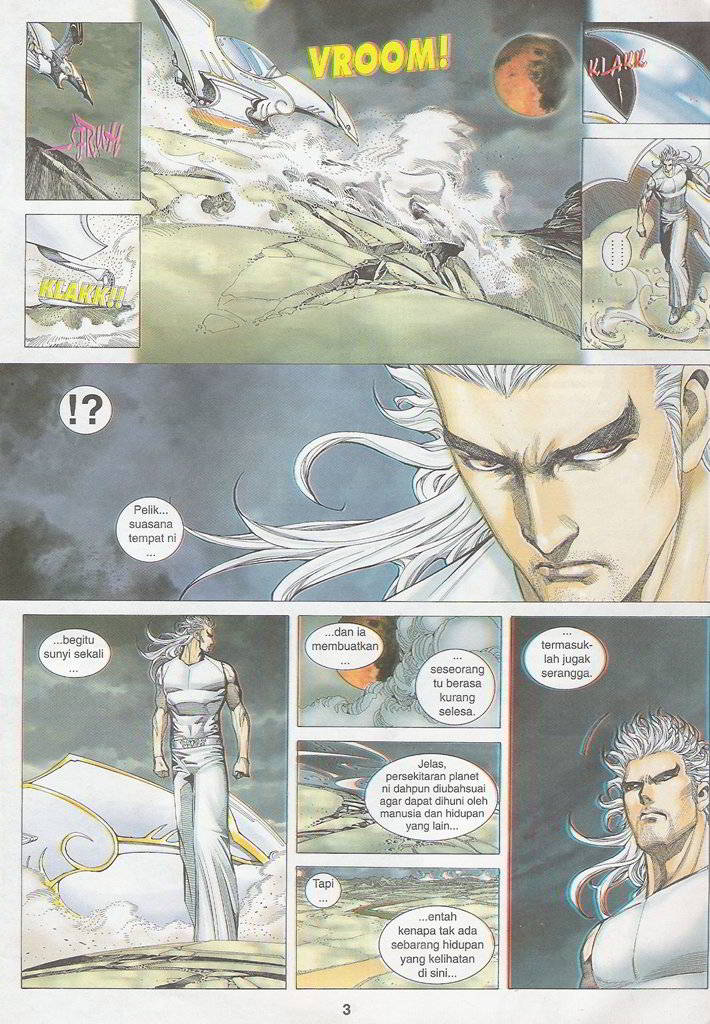 STRUM
VROOM!
KLAKK
KLAKK!!
!?
Pelik...
suasana
tempat ni
...
...begitu
sunyi sekali
...
...dan ia
membuatkan
...
...
seseorang
tu berasa
kurang
selesa.
Jelas,
persekitaran planet
ni dahpun diubahsuai
agar dapat dihuni oleh
manusia dan hidupan
yang lain...
Tapi
...
...entah
kenapa tak ada
sebarang hidupan
yang kelihatan
di sini...
...
termasuk-
lah jugak
serangga.
3